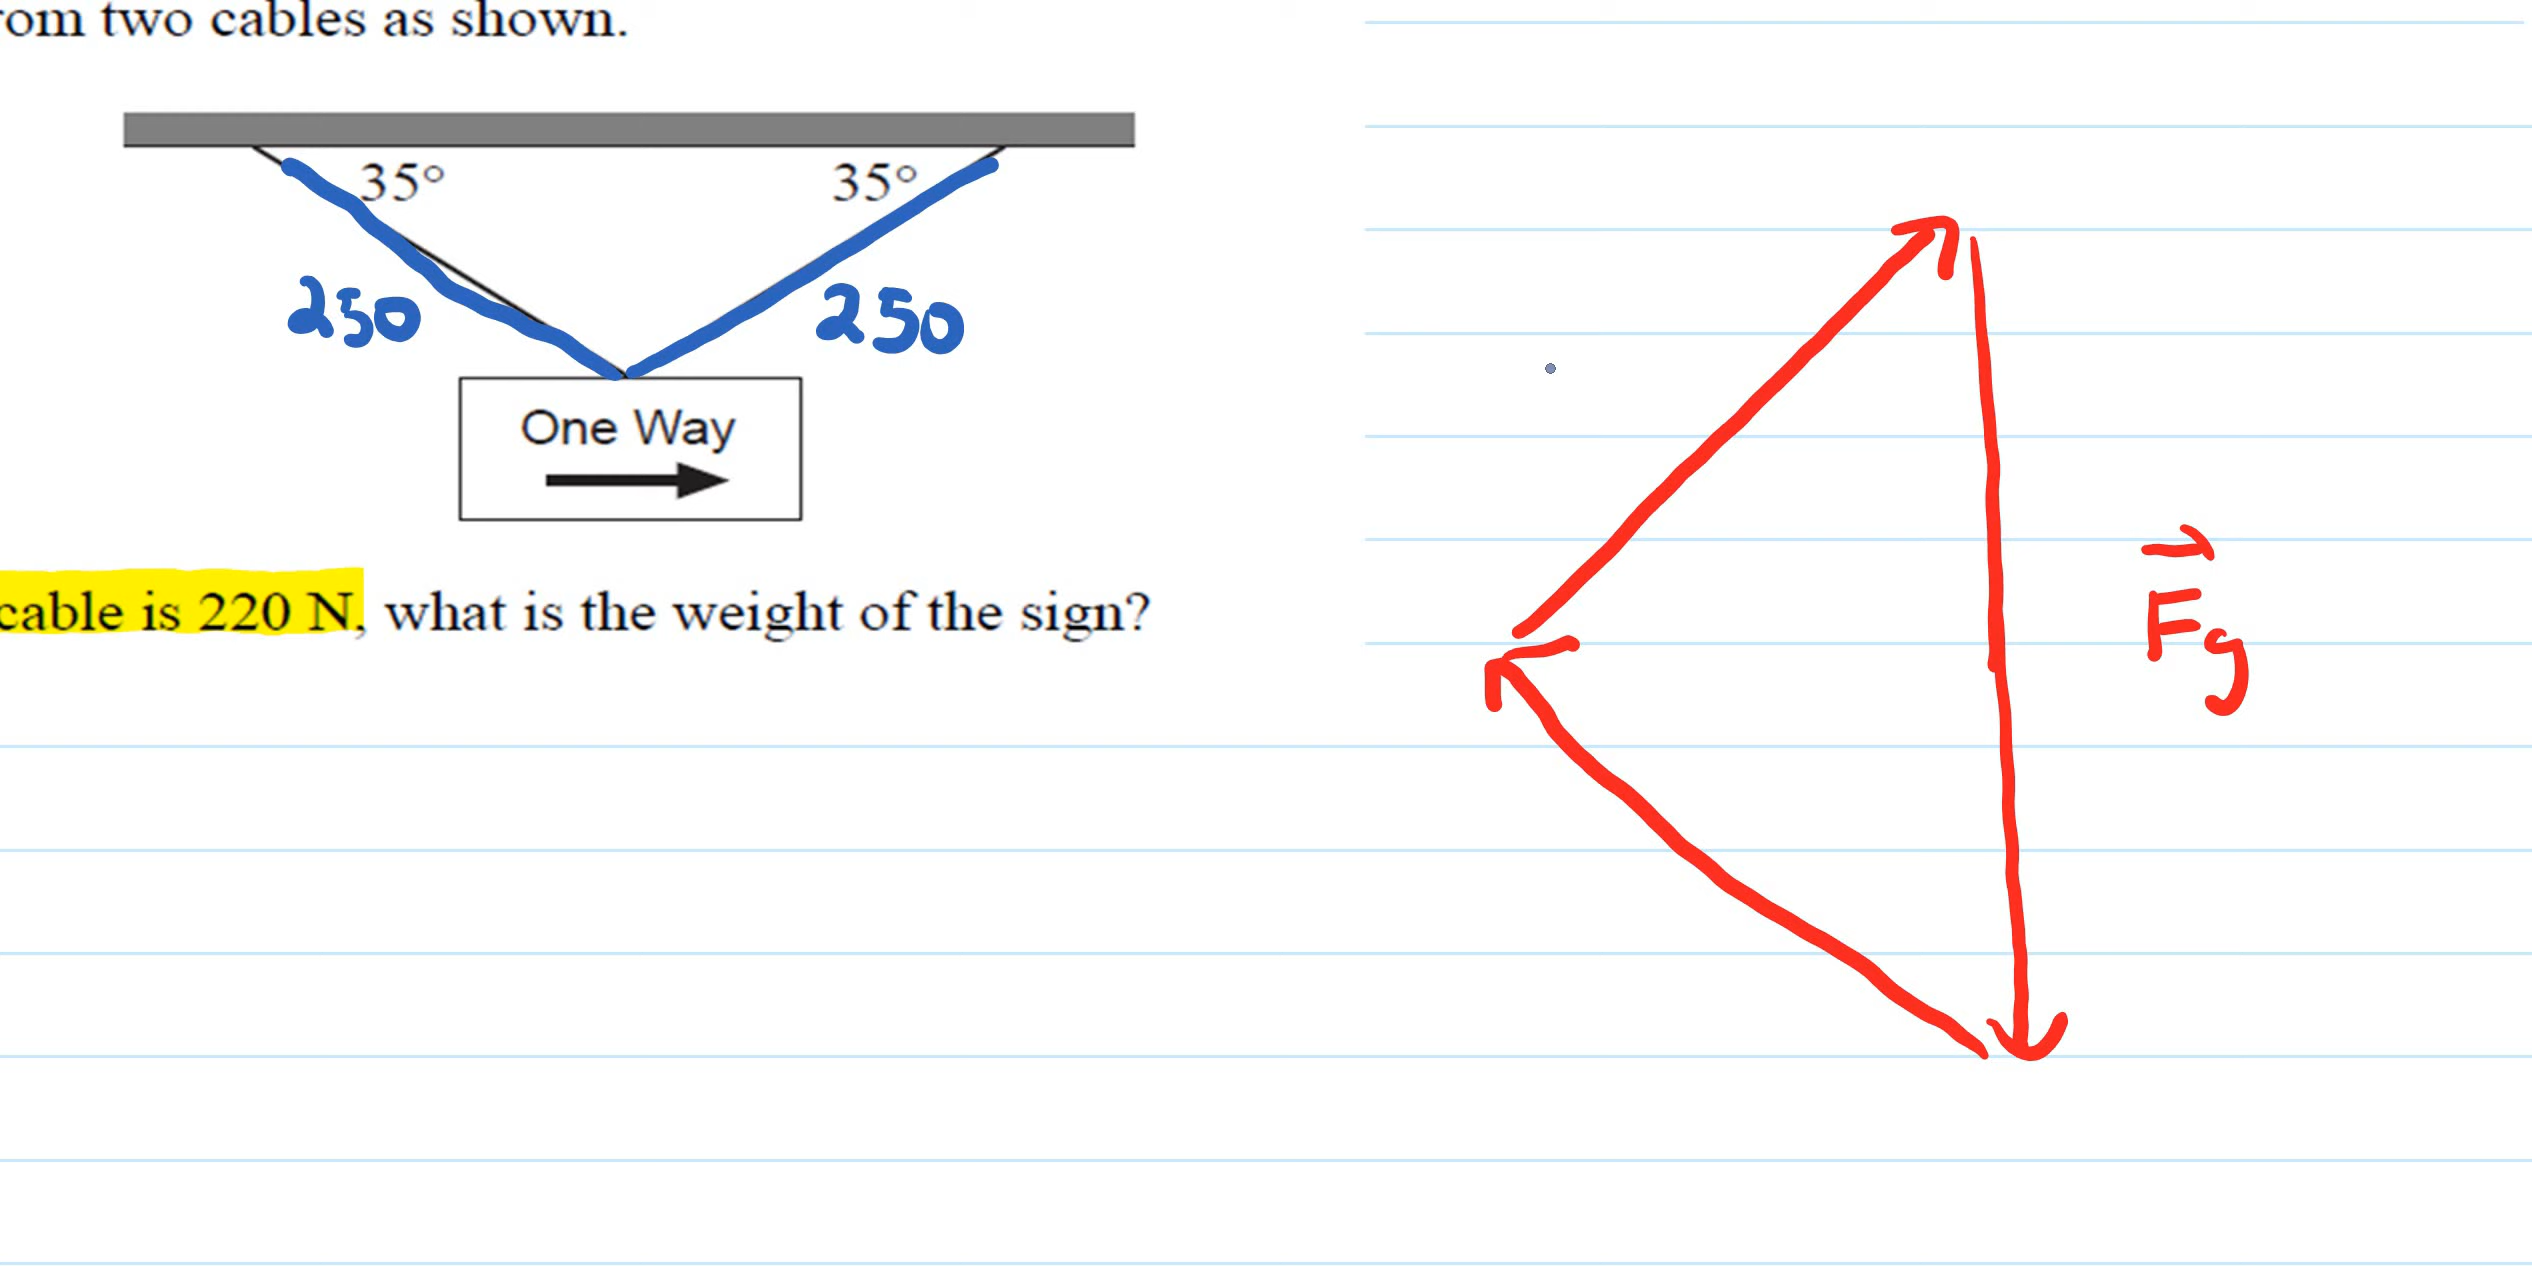 rom two cables as shown.
35° 35°
250 250
One Way
cable is 220 N, what is the weight of the sign?
F⃗g